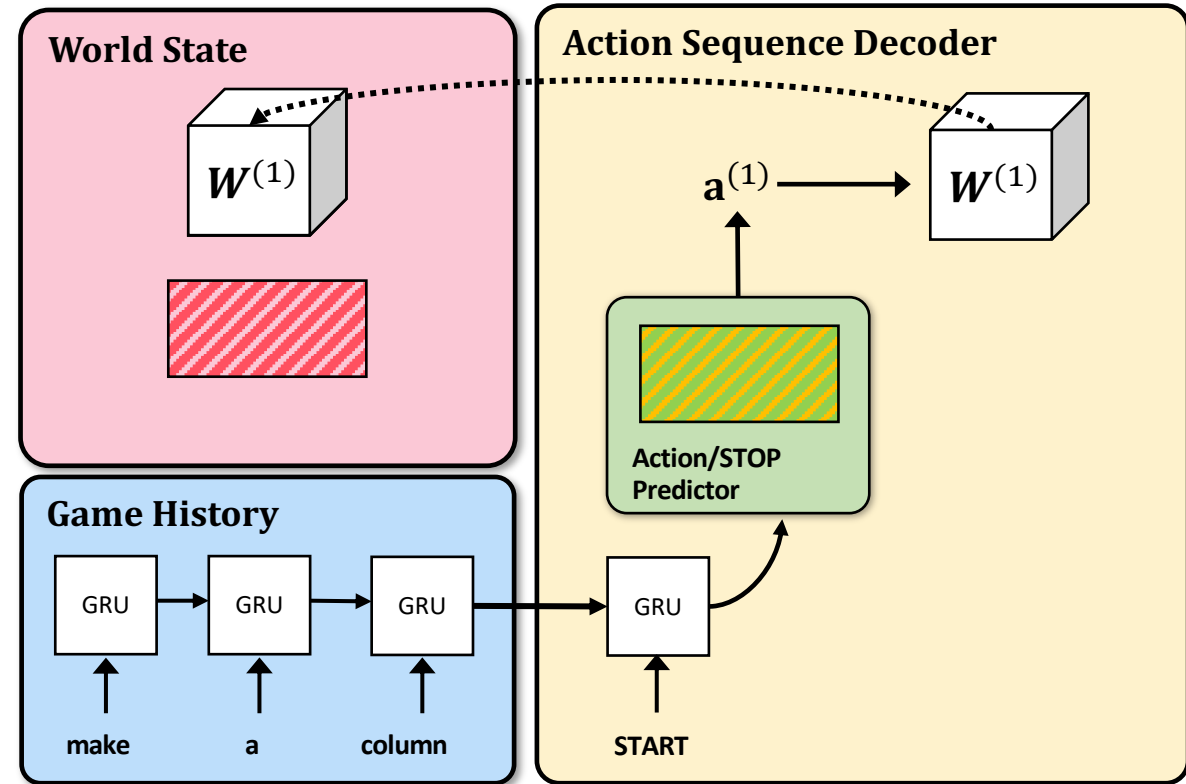 World State
W(1)
Game History
GRU
GRU
GRU
make
a
column
Action Sequence Decoder
a(1)
W(1)
Action/STOP
Predictor
GRU
START